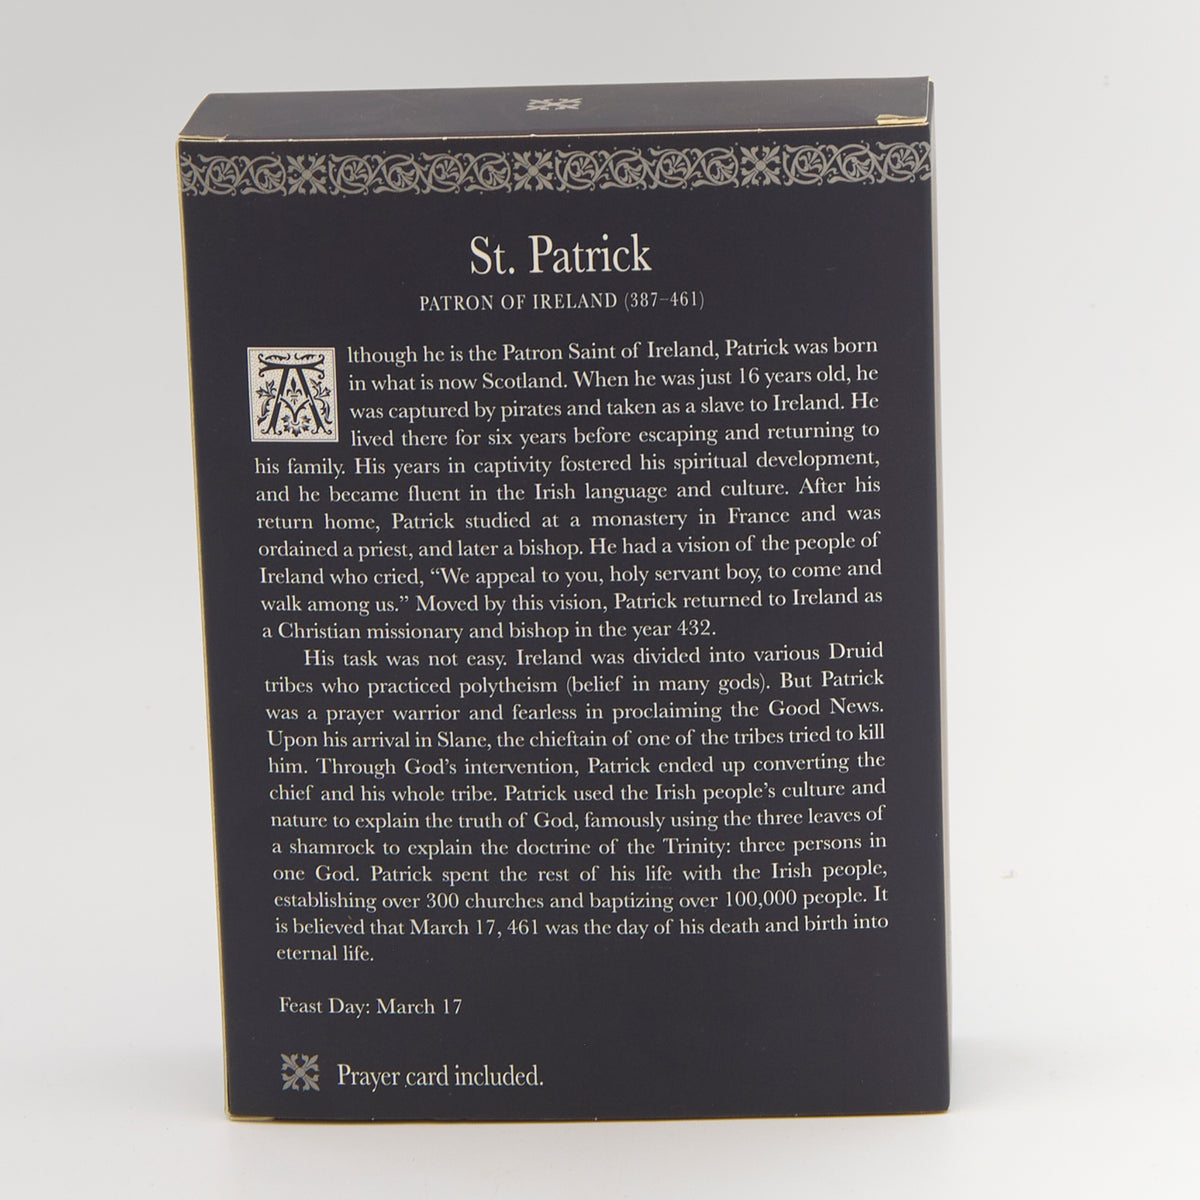 St. Patrick
PATRON OF IRELAND (387–461)
Although he is the Patron Saint of Ireland, Patrick was born
in what is now Scotland. When he was just 16 years old, he
was captured by pirates and taken as a slave to Ireland. He
lived there for six years before escaping and returning to
his family. His years in captivity fostered his spiritual development,
and he became fluent in the Irish language and culture. After his
return home, Patrick studied at a monastery in France and was
ordained a priest, and later a bishop. He had a vision of the people of
Ireland who cried, “We appeal to you, holy servant boy, to come and
walk among us.” Moved by this vision, Patrick returned to Ireland as
a Christian missionary and bishop in the year 432.
His task was not easy. Ireland was divided into various Druid
tribes who practiced polytheism (belief in many gods). But Patrick
was a prayer warrior and fearless in proclaiming the Good News.
Upon his arrival in Slane, the chieftain of one of the tribes tried to kill
him. Through God’s intervention, Patrick ended up converting the
chief and his whole tribe. Patrick used the Irish people’s culture and
nature to explain the truth of God, famously using the three leaves of
a shamrock to explain the doctrine of the Trinity: three persons in
one God. Patrick spent the rest of his life with the Irish people,
establishing over 300 churches and baptizing over 100,000 people. It
is believed that March 17, 461 was the day of his death and birth into
eternal life.
Feast Day: March 17
Prayer card included.